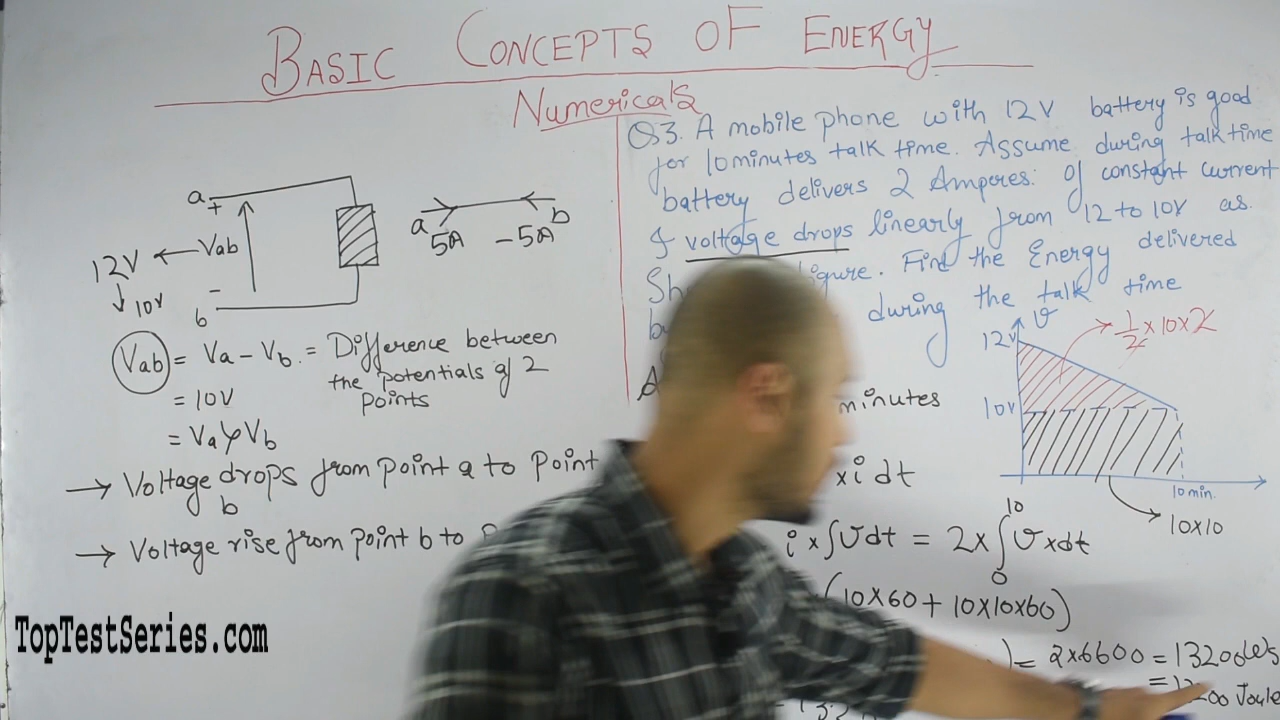 BASIC CONCEPTS OF ENERGY
Numericals
a
+
12V ← Vab
↓ 10V
-
b
a b
5A -5A
Vab = Va - Vb = Difference between
the potentials of 2
points
= 10V
= Va > Vb
→ Voltage drops from point a to Point
b
→ Voltage rise from point b to
TopTestSeries.com
Q3. A mobile phone with 12V battery is good
for 10 minutes talk time. Assume during talk time
battery delivers 2 Amperes: of constant current
& voltage drops linearly from 12 to 10V as
figure. Find the Energy delivered
during the talk time
minutes
v
12V
10V
1/2 x 10 x 2
10 min.
10x10
x i dt
i x ∫v dt = 2x ∫ v x dt
10
0
(10x60 + 10x10x60)
) = 2x6600 = 13200
Joule